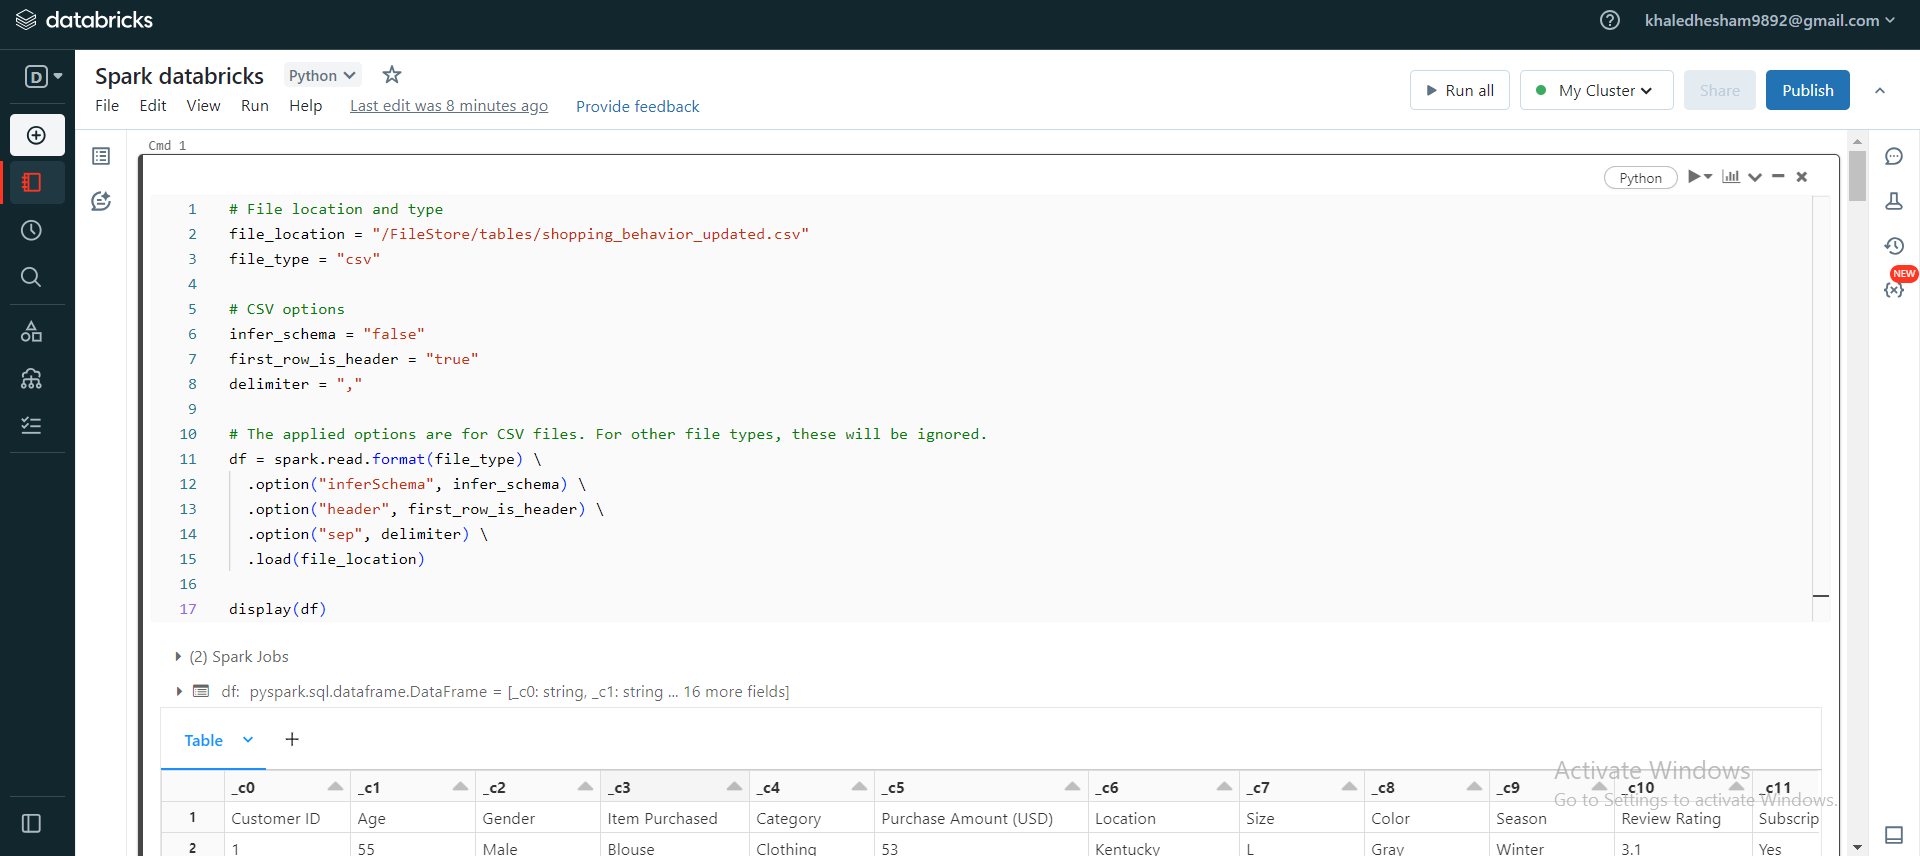 databricks
khaledhesham9892@gmail.com
D
Spark databricks Python
File Edit View Run Help Last edit was 8 minutes ago Provide feedback
Run all My Cluster Share Publish
Cmd 1
Python
NEW
1 # File location and type
2 file_location = "/FileStore/tables/shopping_behavior_updated.csv"
3 file_type = "csv"
4
5 # CSV options
6 infer_schema = "false"
7 first_row_is_header = "true"
8 delimiter = ","
9
10 # The applied options are for CSV files. For other file types, these will be ignored.
11 df = spark.read.format(file_type) \
12 .option("inferSchema", infer_schema) \
13 .option("header", first_row_is_header) \
14 .option("sep", delimiter) \
15 .load(file_location)
16
17 display(df)
(2) Spark Jobs
df: pyspark.sql.dataframe.DataFrame = [_c0: string, _c1: string ... 16 more fields]
Table +
Activate Windows
Go to Settings to activate Windows.
_c0 _c1 _c2 _c3 _c4 _c5 _c6 _c7 _c8 _c9 _c10 _c11
1 Customer ID Age Gender Item Purchased Category Purchase Amount (USD) Location Size Color Season Review Rating Subscrip
2 1 55 Male Blouse Clothing 53 Kentucky L Gray Winter 3.1 Yes